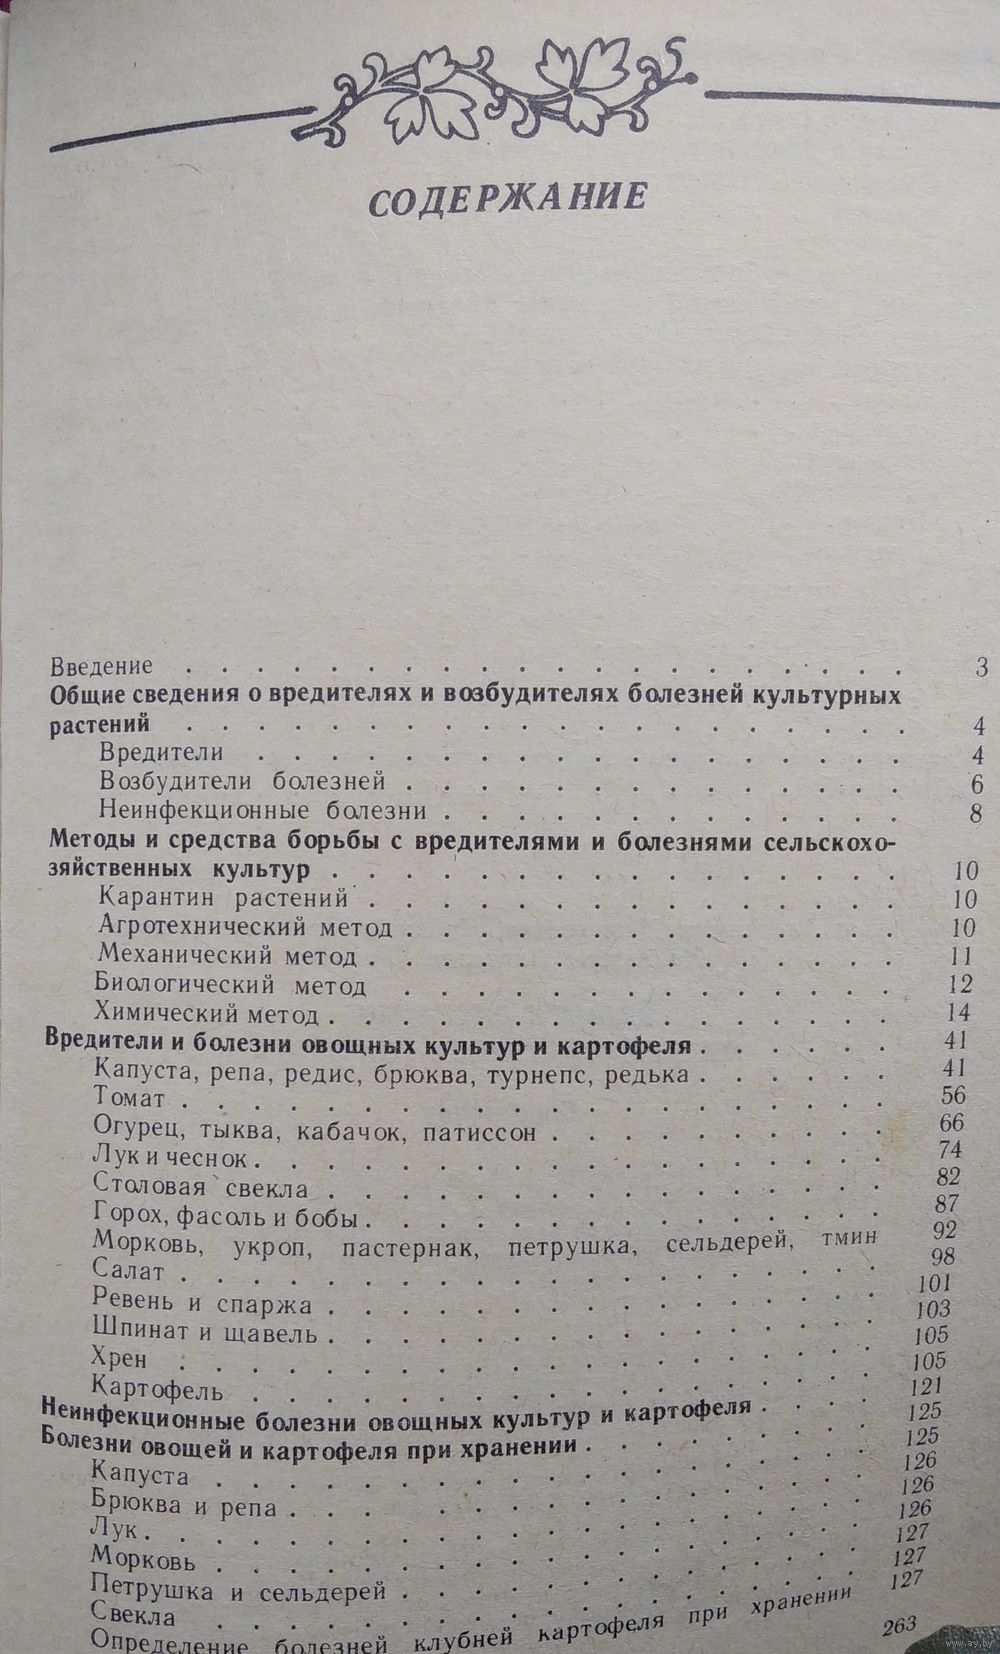 СОДЕРЖАНИЕ
Введение . . . . . . . . . . . . . . . . . . . . 3
Общие сведения о вредителях и возбудителях болезней культурных
растений . . . . . . . . . . . . . . . . . . . . 4
Вредители . . . . . . . . . . . . . . . . . . 4
Возбудители болезней . . . . . . . . . . . . . . 6
Неинфекционные болезни . . . . . . . . . . . . . 8
Методы и средства борьбы с вредителями и болезнями сельскохо-
зяйственных культур . . . . . . . . . . . . . . . . 10
Карантин растений . . . . . . . . . . . . . . . 10
Агротехнический метод . . . . . . . . . . . . . . 10
Механический метод . . . . . . . . . . . . . . . 11
Биологический метод . . . . . . . . . . . . . . 12
Химический метод . . . . . . . . . . . . . . . . 14
Вредители и болезни овощных культур и картофеля . . . . . . 41
Капуста, репа, редис, брюква, турнепс, редька . . . . . . 41
Томат . . . . . . . . . . . . . . . . . . . . 56
Огурец, тыква, кабачок, патиссон . . . . . . . . . . 66
Лук и чеснок . . . . . . . . . . . . . . . . . . 74
Столовая свекла . . . . . . . . . . . . . . . . 82
Горох, фасоль и бобы . . . . . . . . . . . . . . . 87
Морковь, укроп, пастернак, петрушка, сельдерей, тмин 92
Салат . . . . . . . . . . . . . . . . . . . . 98
Ревень и спаржа . . . . . . . . . . . . . . . . 101
Шпинат и щавель . . . . . . . . . . . . . . . . 103
Хрен . . . . . . . . . . . . . . . . . . . . 105
Картофель . . . . . . . . . . . . . . . . . . 105
Неинфекционные болезни овощных культур и картофеля . . . . 121
Болезни овощей и картофеля при хранении . . . . . . . . . 125
Капуста . . . . . . . . . . . . . . . . . . . 125
Брюква и репа . . . . . . . . . . . . . . . . . 126
Лук . . . . . . . . . . . . . . . . . . . . . 126
Морковь . . . . . . . . . . . . . . . . . . . 126
Петрушка и сельдерей . . . . . . . . . . . . . . 127
Свекла . . . . . . . . . . . . . . . . . . . . 127
Определение болезней клубней картофеля при хранении 127
263
www.ay.by